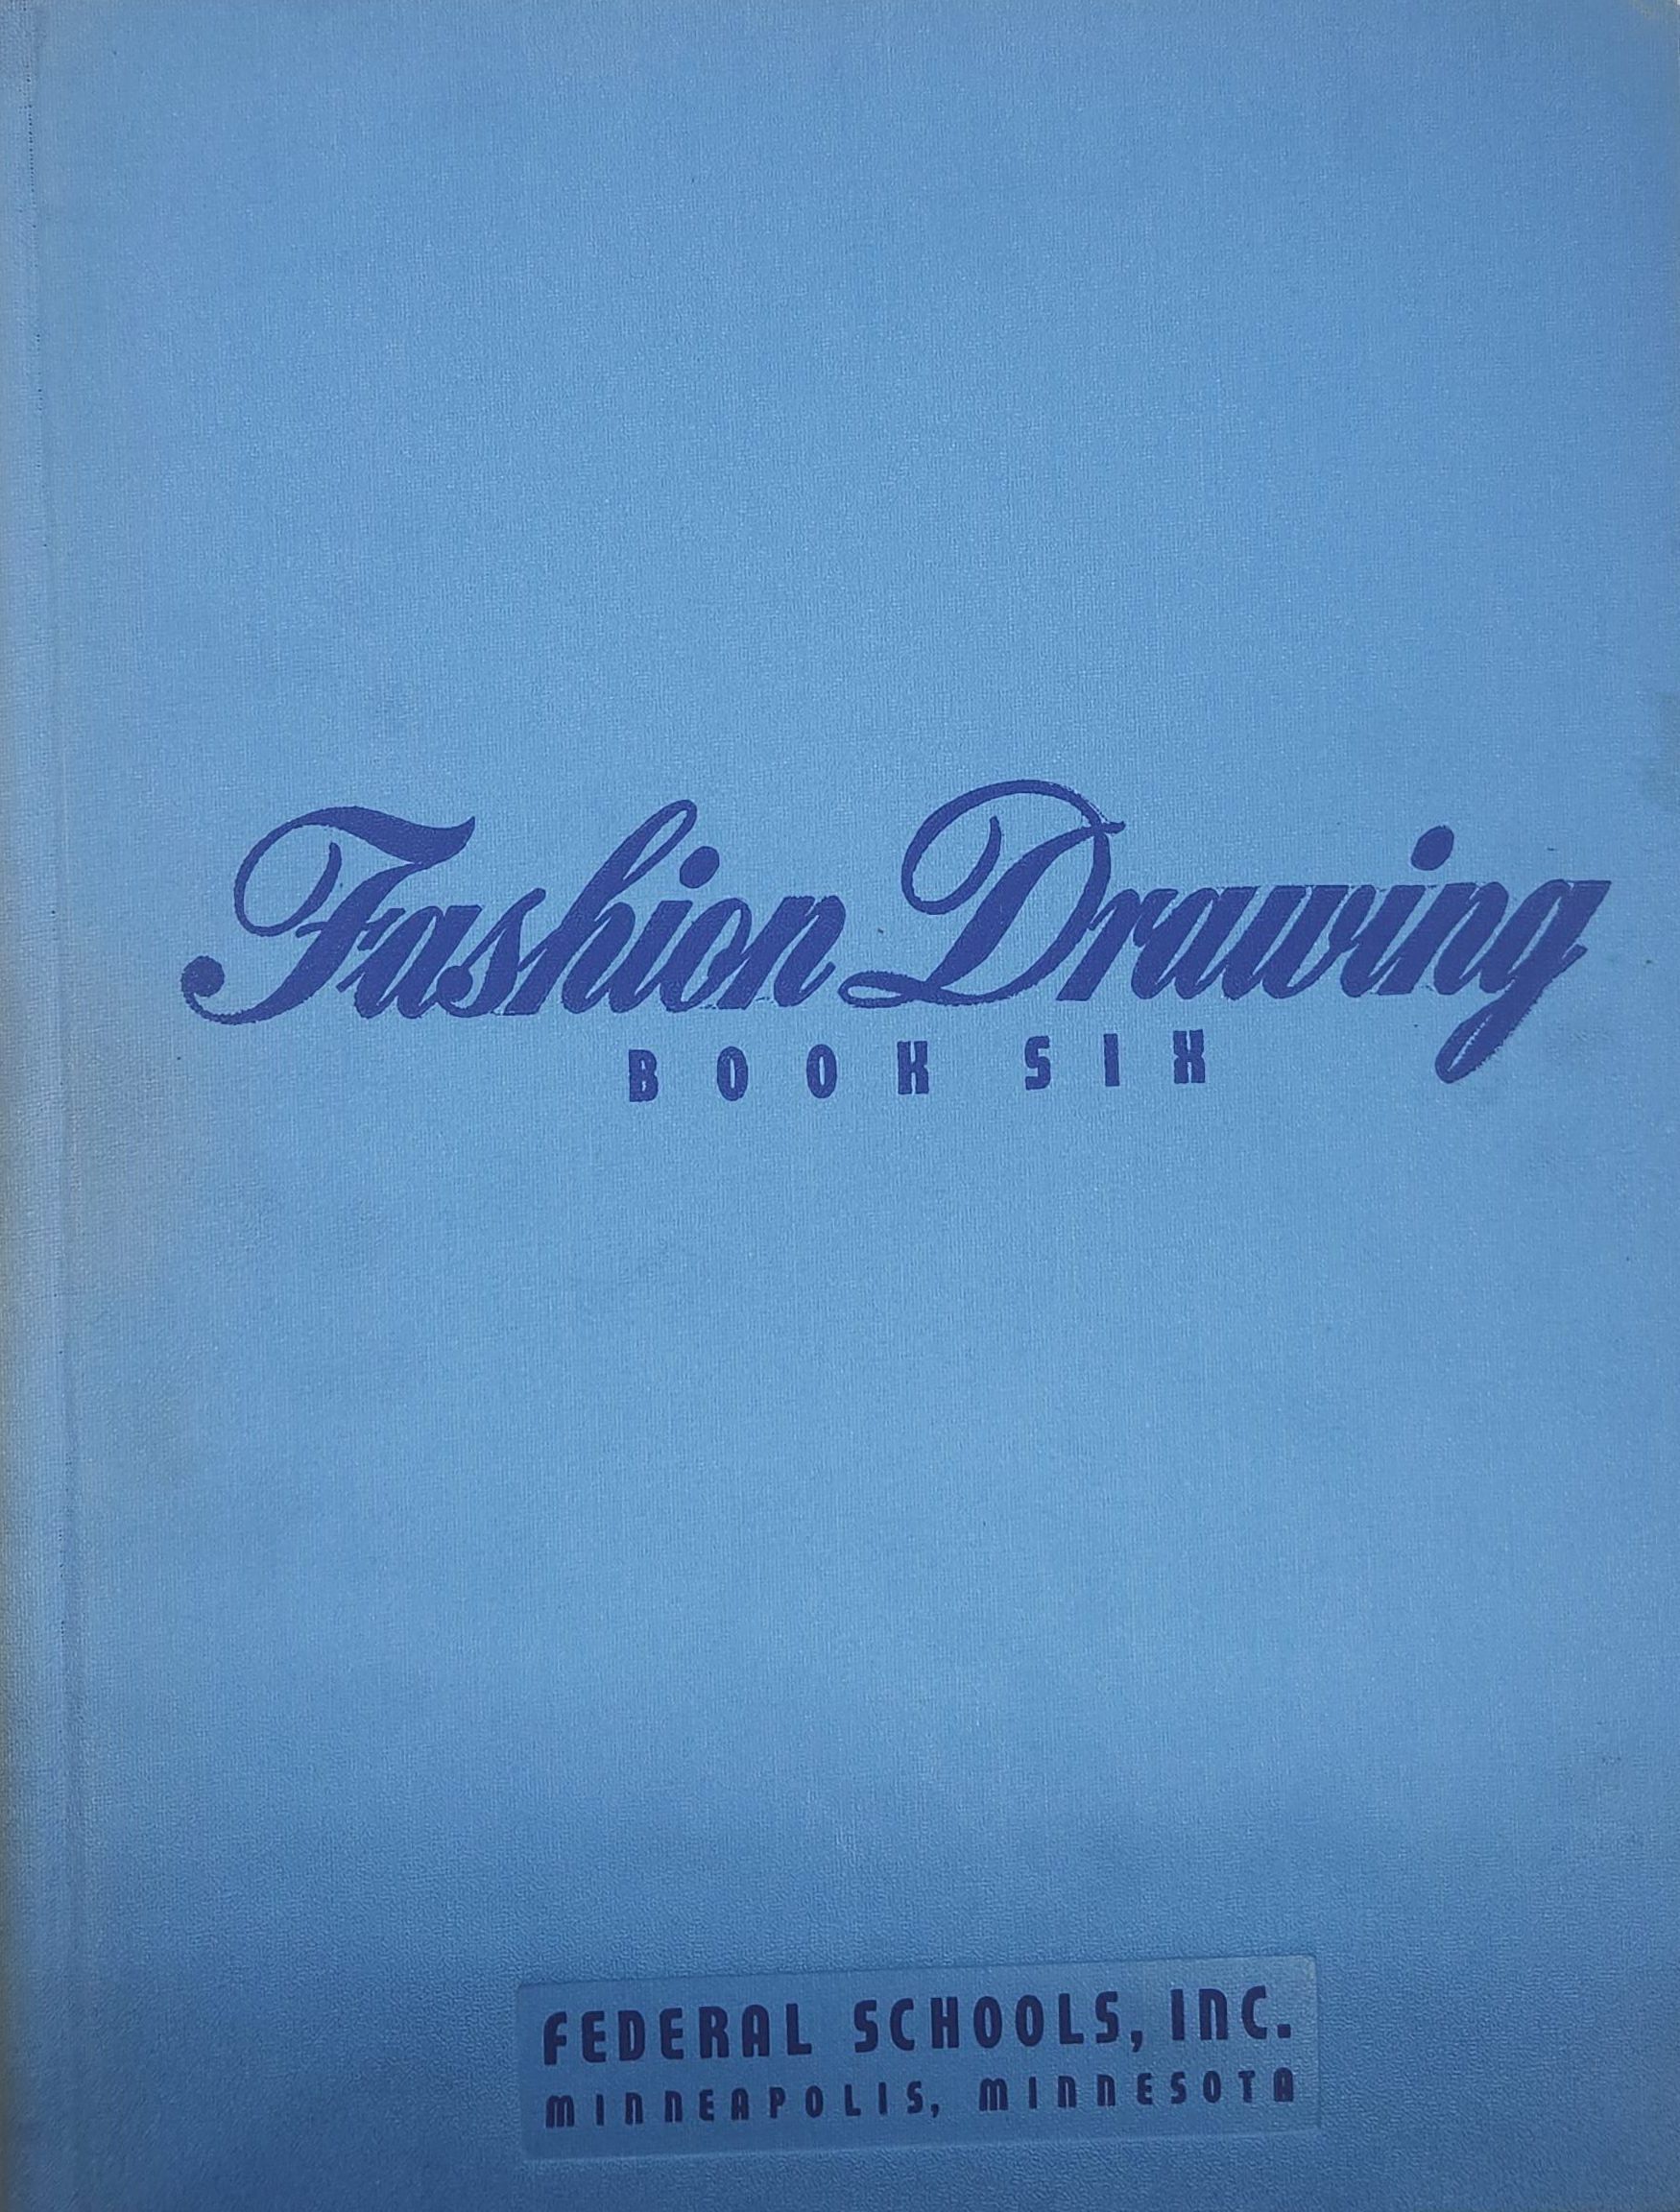 Fashion Drawing
BOOK SIX
FEDERAL SCHOOLS, INC.
MINNEAPOLIS, MINNESOTA